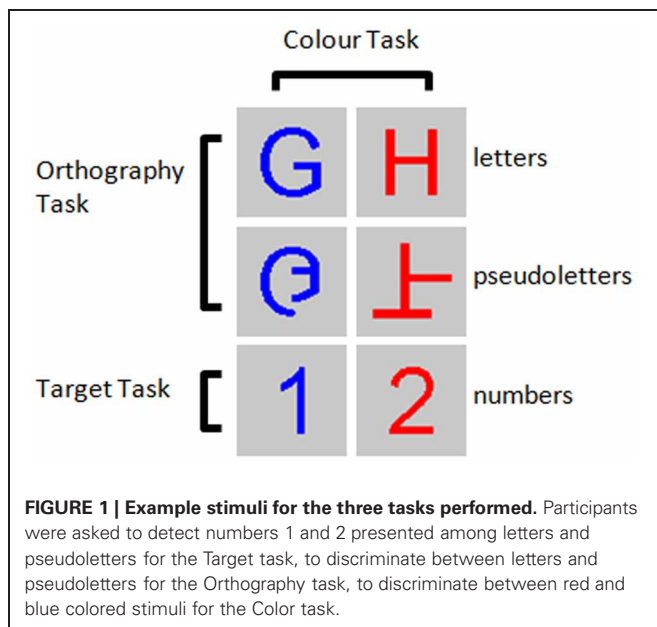 Colour Task
Orthography
Task
G H
letters
pseudoletters
Target Task
1 2
numbers
FIGURE 1 | Example stimuli for the three tasks performed. Participants
were asked to detect numbers 1 and 2 presented among letters and
pseudoletters for the Target task, to discriminate between letters and
pseudoletters for the Orthography task, to discriminate between red and
blue colored stimuli for the Color task.